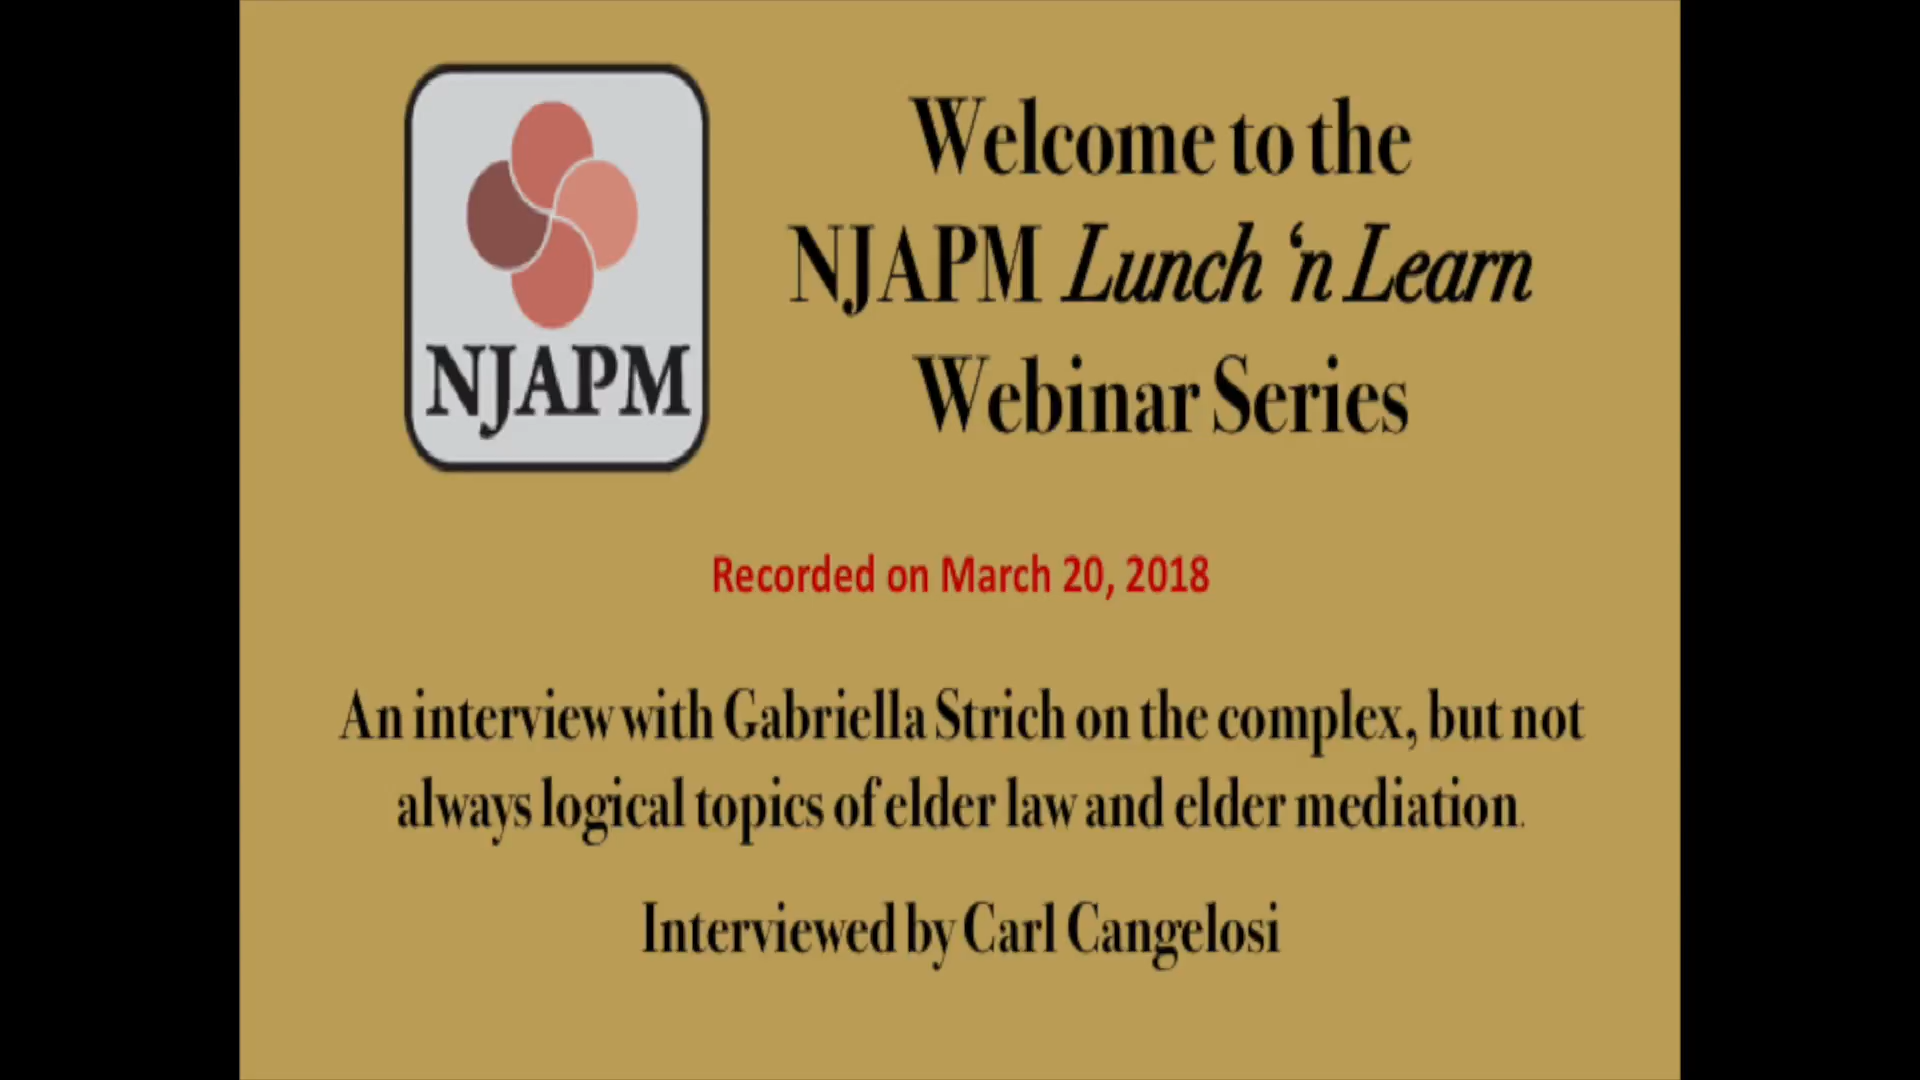 Welcome to the
NJAPM Lunch ‘n Learn
Webinar Series
NJAPM
Recorded on March 20, 2018
An interview with Gabriella Strich on the complex, but not
always logical topics of elder law and elder mediation.
Interviewed by Carl Cangelosi